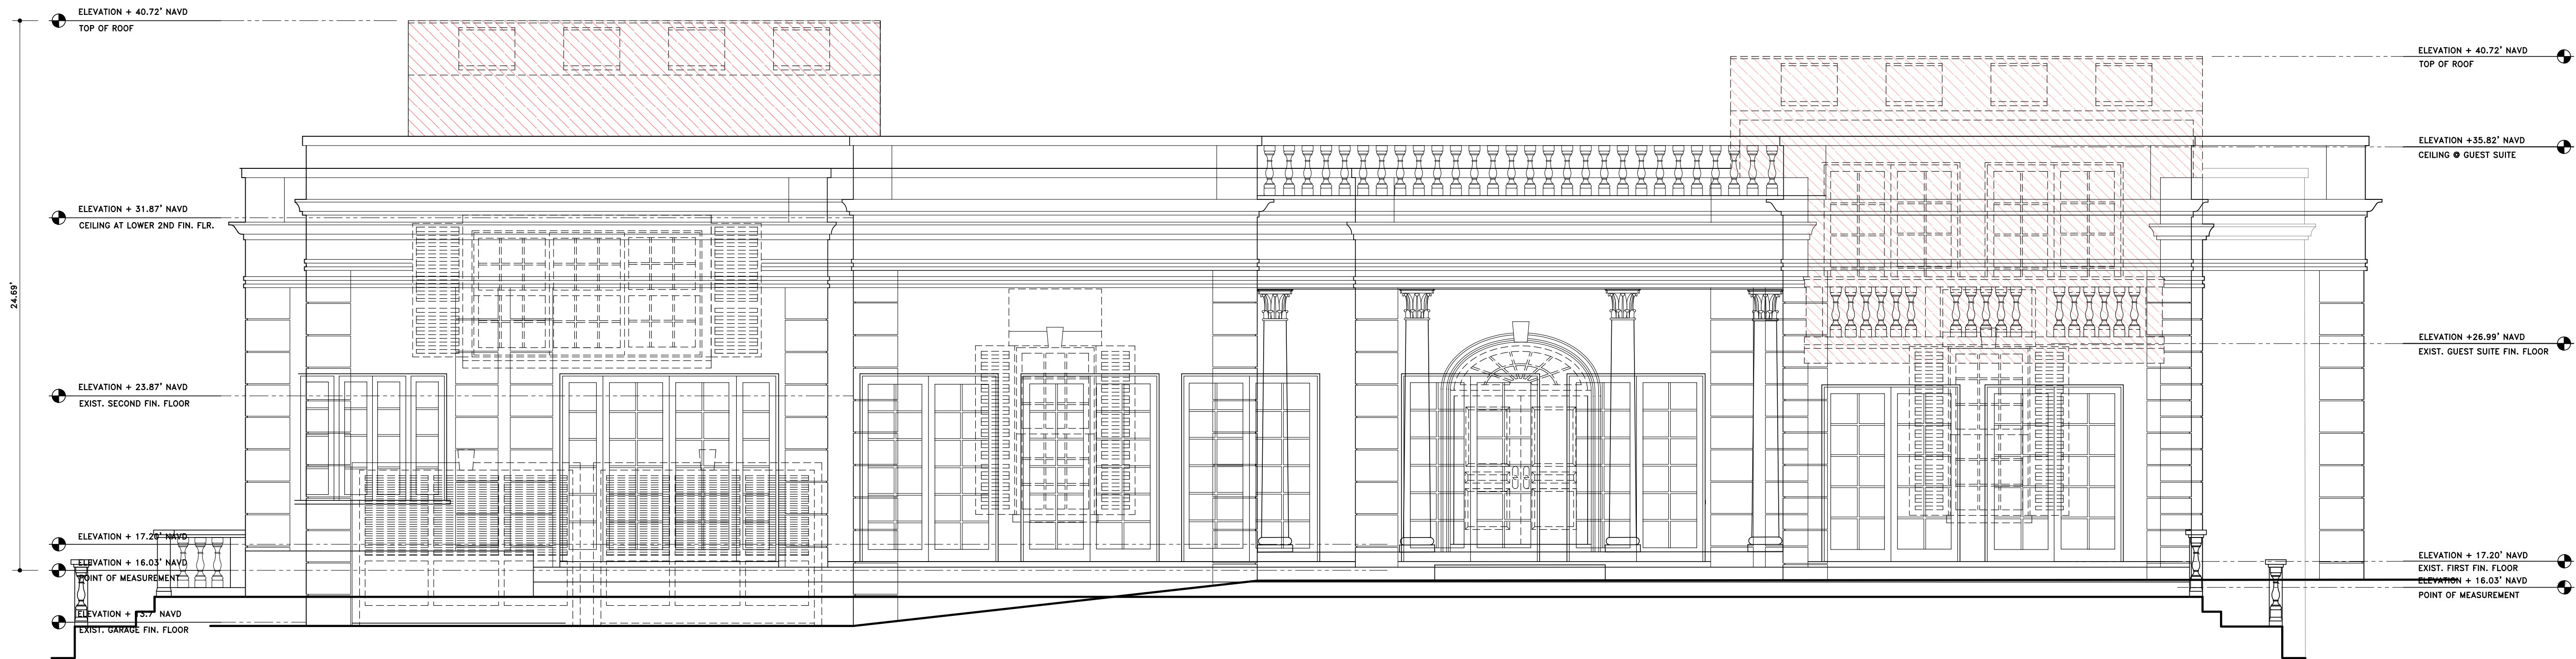 ELEVATION + 40.72' NAVD
TOP OF ROOF
ELEVATION + 31.87' NAVD
CEILING AT LOWER 2ND FIN. FLR.
24.69'
ELEVATION + 23.87' NAVD
EXIST. SECOND FIN. FLOOR
ELEVATION + 17.20' NAVD
ELEVATION + 16.03' NAVD
POINT OF MEASUREMENT
ELEVATION + 13.7' NAVD
EXIST. GARAGE FIN. FLOOR
ELEVATION + 40.72' NAVD
TOP OF ROOF
ELEVATION +35.82' NAVD
CEILING @ GUEST SUITE
ELEVATION +26.99' NAVD
EXIST. GUEST SUITE FIN. FLOOR
ELEVATION + 17.20' NAVD
EXIST. FIRST FIN. FLOOR
ELEVATION + 16.03' NAVD
POINT OF MEASUREMENT